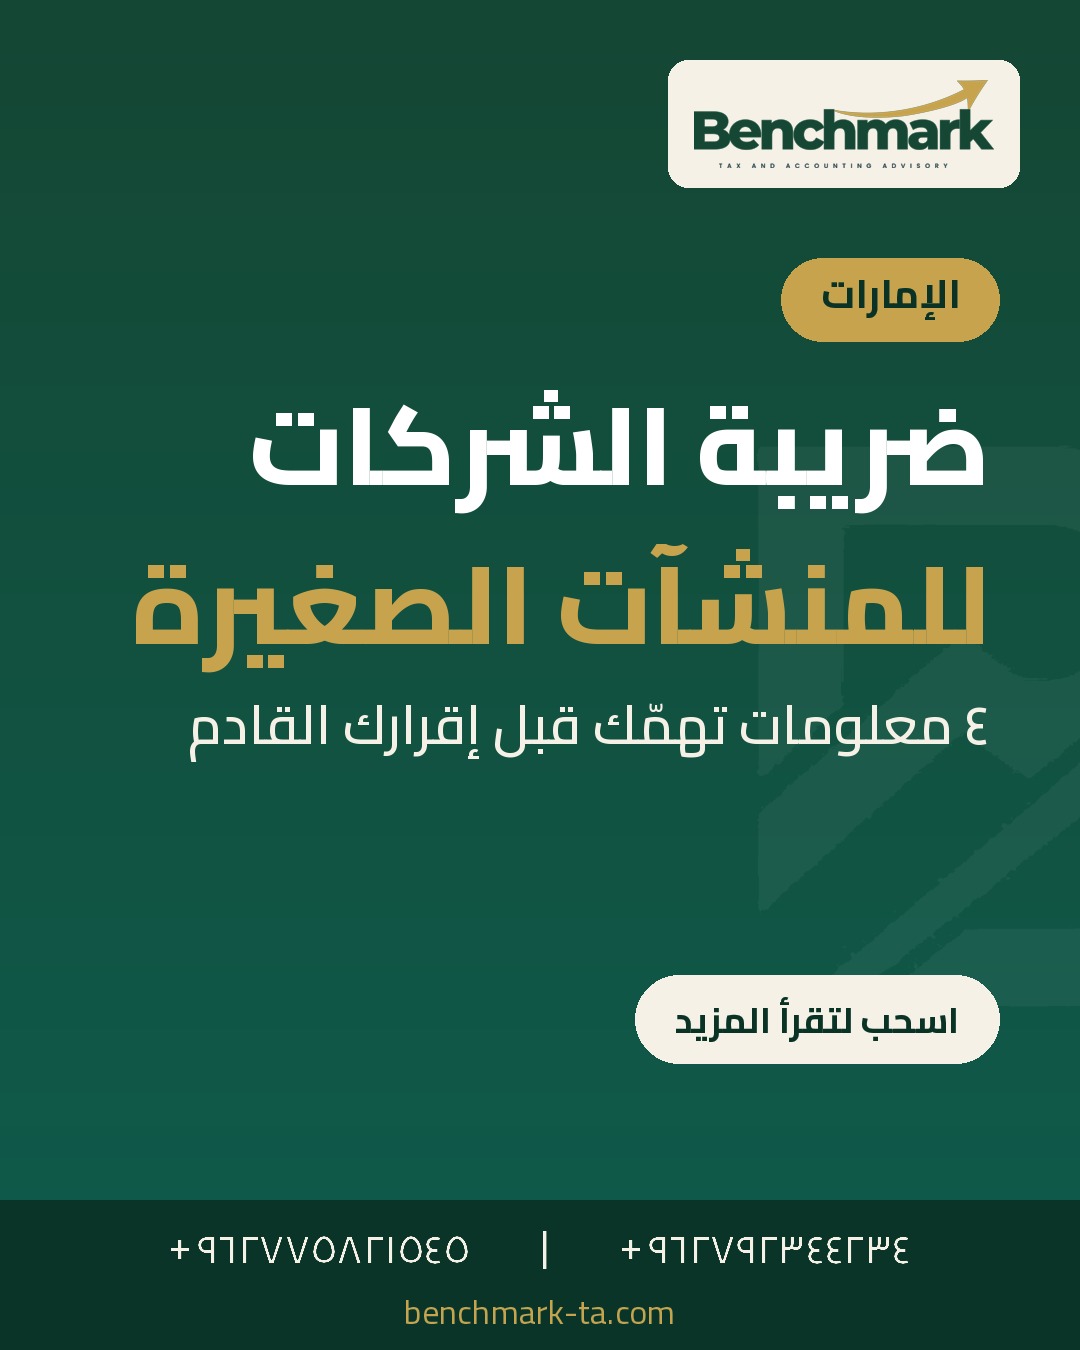 Benchmark
TAX AND ACCOUNTING ADVISORY
الإمارات
ضريبة الشركات
للمنشآت الصغيرة
٤ معلومات تهمّك قبل إقرارك القادم
اسحب لتقرأ المزيد
+٩٦٢٧٧٥٨٢١٥٤٥ | +٩٦٢٧٩٢٣٤٤٢٣٤
benchmark-ta.com